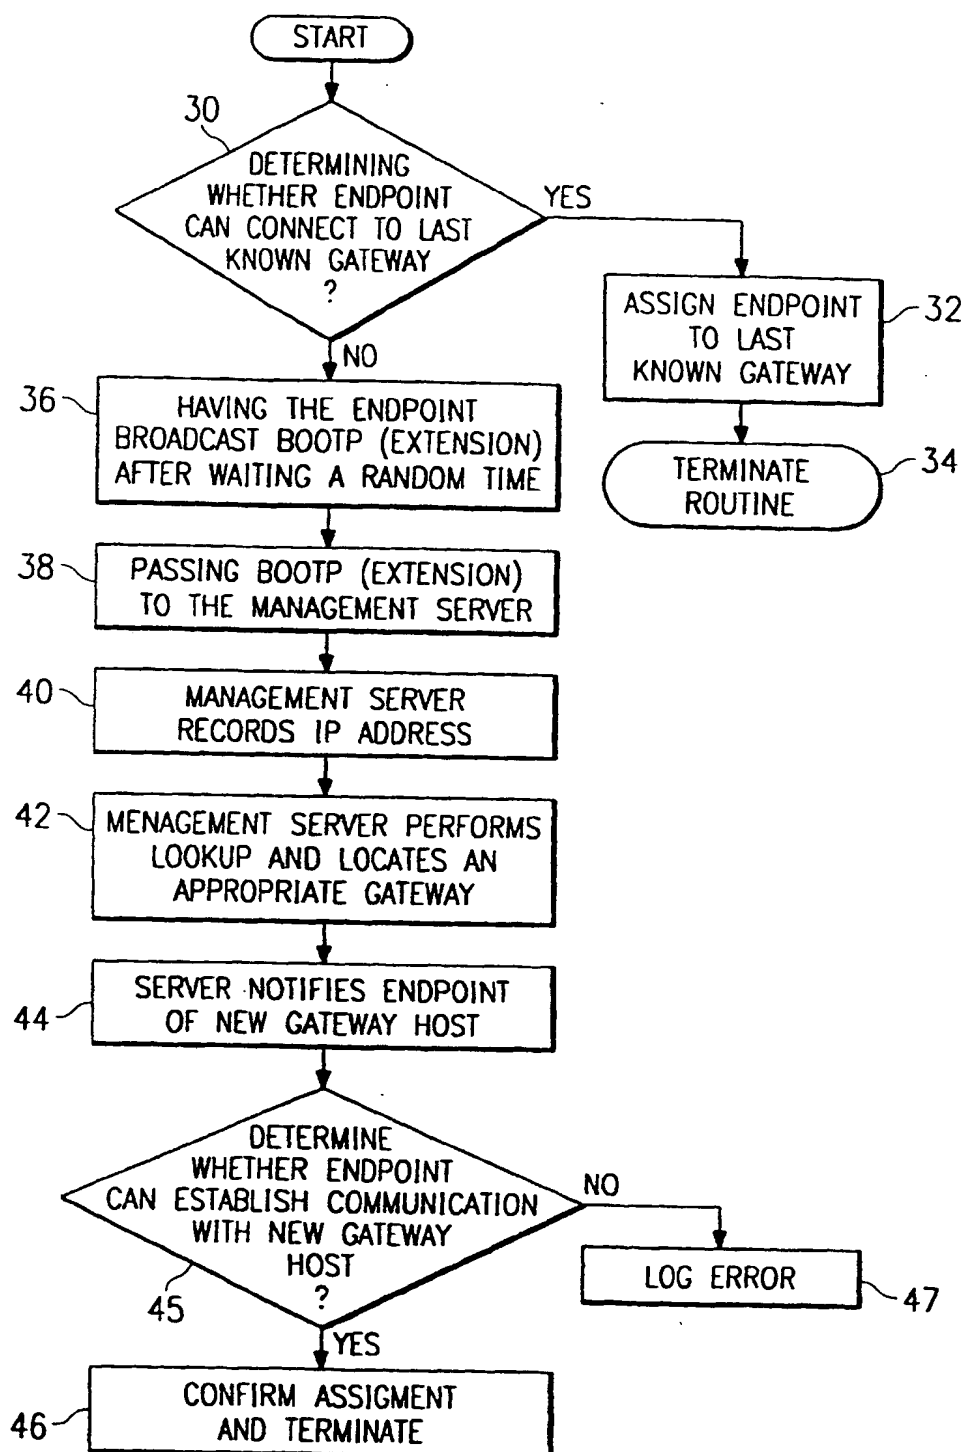 START
30
DETERMINING
WHETHER ENDPOINT
CAN CONNECT TO LAST
KNOWN GATEWAY
?
YES
ASSIGN ENDPOINT
TO LAST
KNOWN GATEWAY
32
TERMINATE
ROUTINE
34
NO
36
HAVING THE ENDPOINT
BROADCAST BOOTP (EXTENSION)
AFTER WAITING A RANDOM TIME
38
PASSING BOOTP (EXTENSION)
TO THE MANAGEMENT SERVER
40
MANAGEMENT SERVER
RECORDS IP ADDRESS
42
MENAGEMENT SERVER PERFORMS
LOOKUP AND LOCATES AN
APPROPRIATE GATEWAY
44
SERVER NOTIFIES ENDPOINT
OF NEW GATEWAY HOST
DETERMINE
WHETHER ENDPOINT
CAN ESTABLISH COMMUNICATION
WITH NEW GATEWAY
HOST
?
45
NO
LOG ERROR
47
YES
46
CONFIRM ASSIGMENT
AND TERMINATE